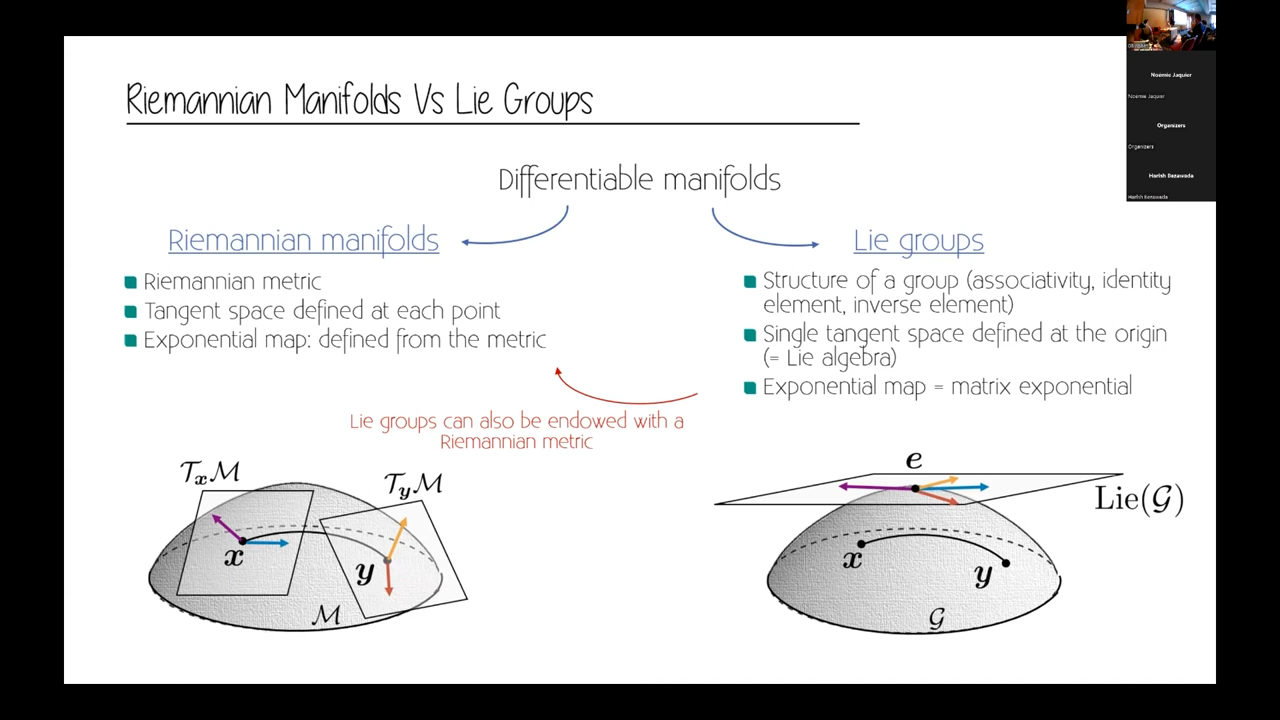 Riemannian Manifolds Vs Lie Groups
Differentiable manifolds
Riemannian manifolds
Riemannian metric
Tangent space defined at each point
Exponential map: defined from the metric
Lie groups
Structure of a group (associativity, identity
element, inverse element)
Single tangent space defined at the origin
(= Lie algebra)
Exponential map = matrix exponential
Lie groups can also be endowed with a
Riemannian metric
𝒯ₓℳ
𝒯ᵧℳ
x
y
ℳ
e
Lie(𝒢)
x
y
𝒢
Noémie Jaquier
Noémie Jaquier
Organizers
Organizers
Harish Bezawada
Harish Bezawada